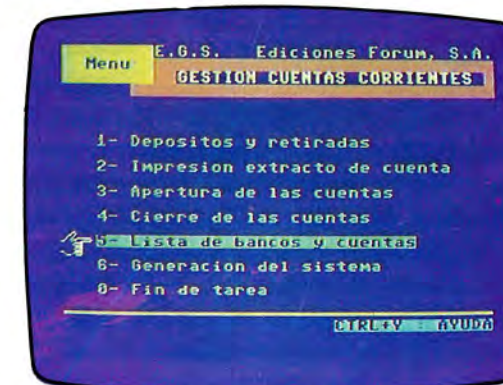 E.G.S. Ediciones Forum, S.A.
Menu
GESTION CUENTAS CORRIENTES
1- Depositos y retiradas
2- Impresion extracto de cuenta
3- Apertura de las cuentas
4- Cierre de las cuentas
5- Lista de bancos y cuentas
6- Generacion del sistema
0- Fin de tarea
CTRL+Y : AYUDA